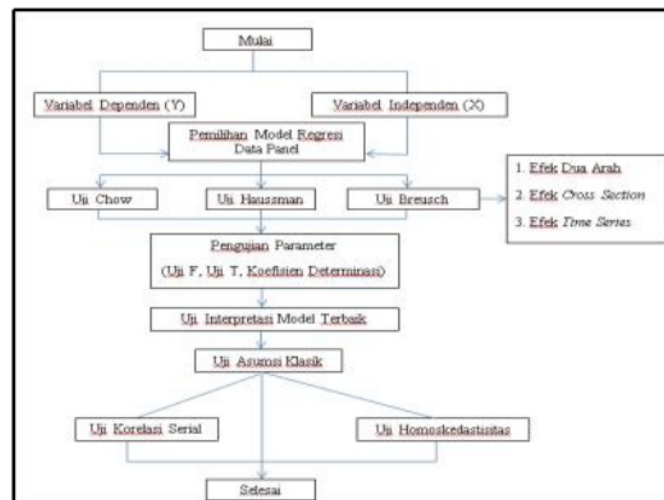 Mulai
Variabel Dependen (Y)
Variabel Independen (X)
Pemilihan Model Regresi
Data Panel
Uji Chow
Uji Haussman
Uji Breusch
1. Efek Dua Arah
2. Efek Cross Section
3. Efek Time Series
Pengujian Parameter
(Uji F, Uji T, Koefisien Determinasi)
Uji Interpretasi Model Terbaik
Uji Asumsi Klasik
Uji Korelasi Serial
Uji Homoskedastisitas
Selesai